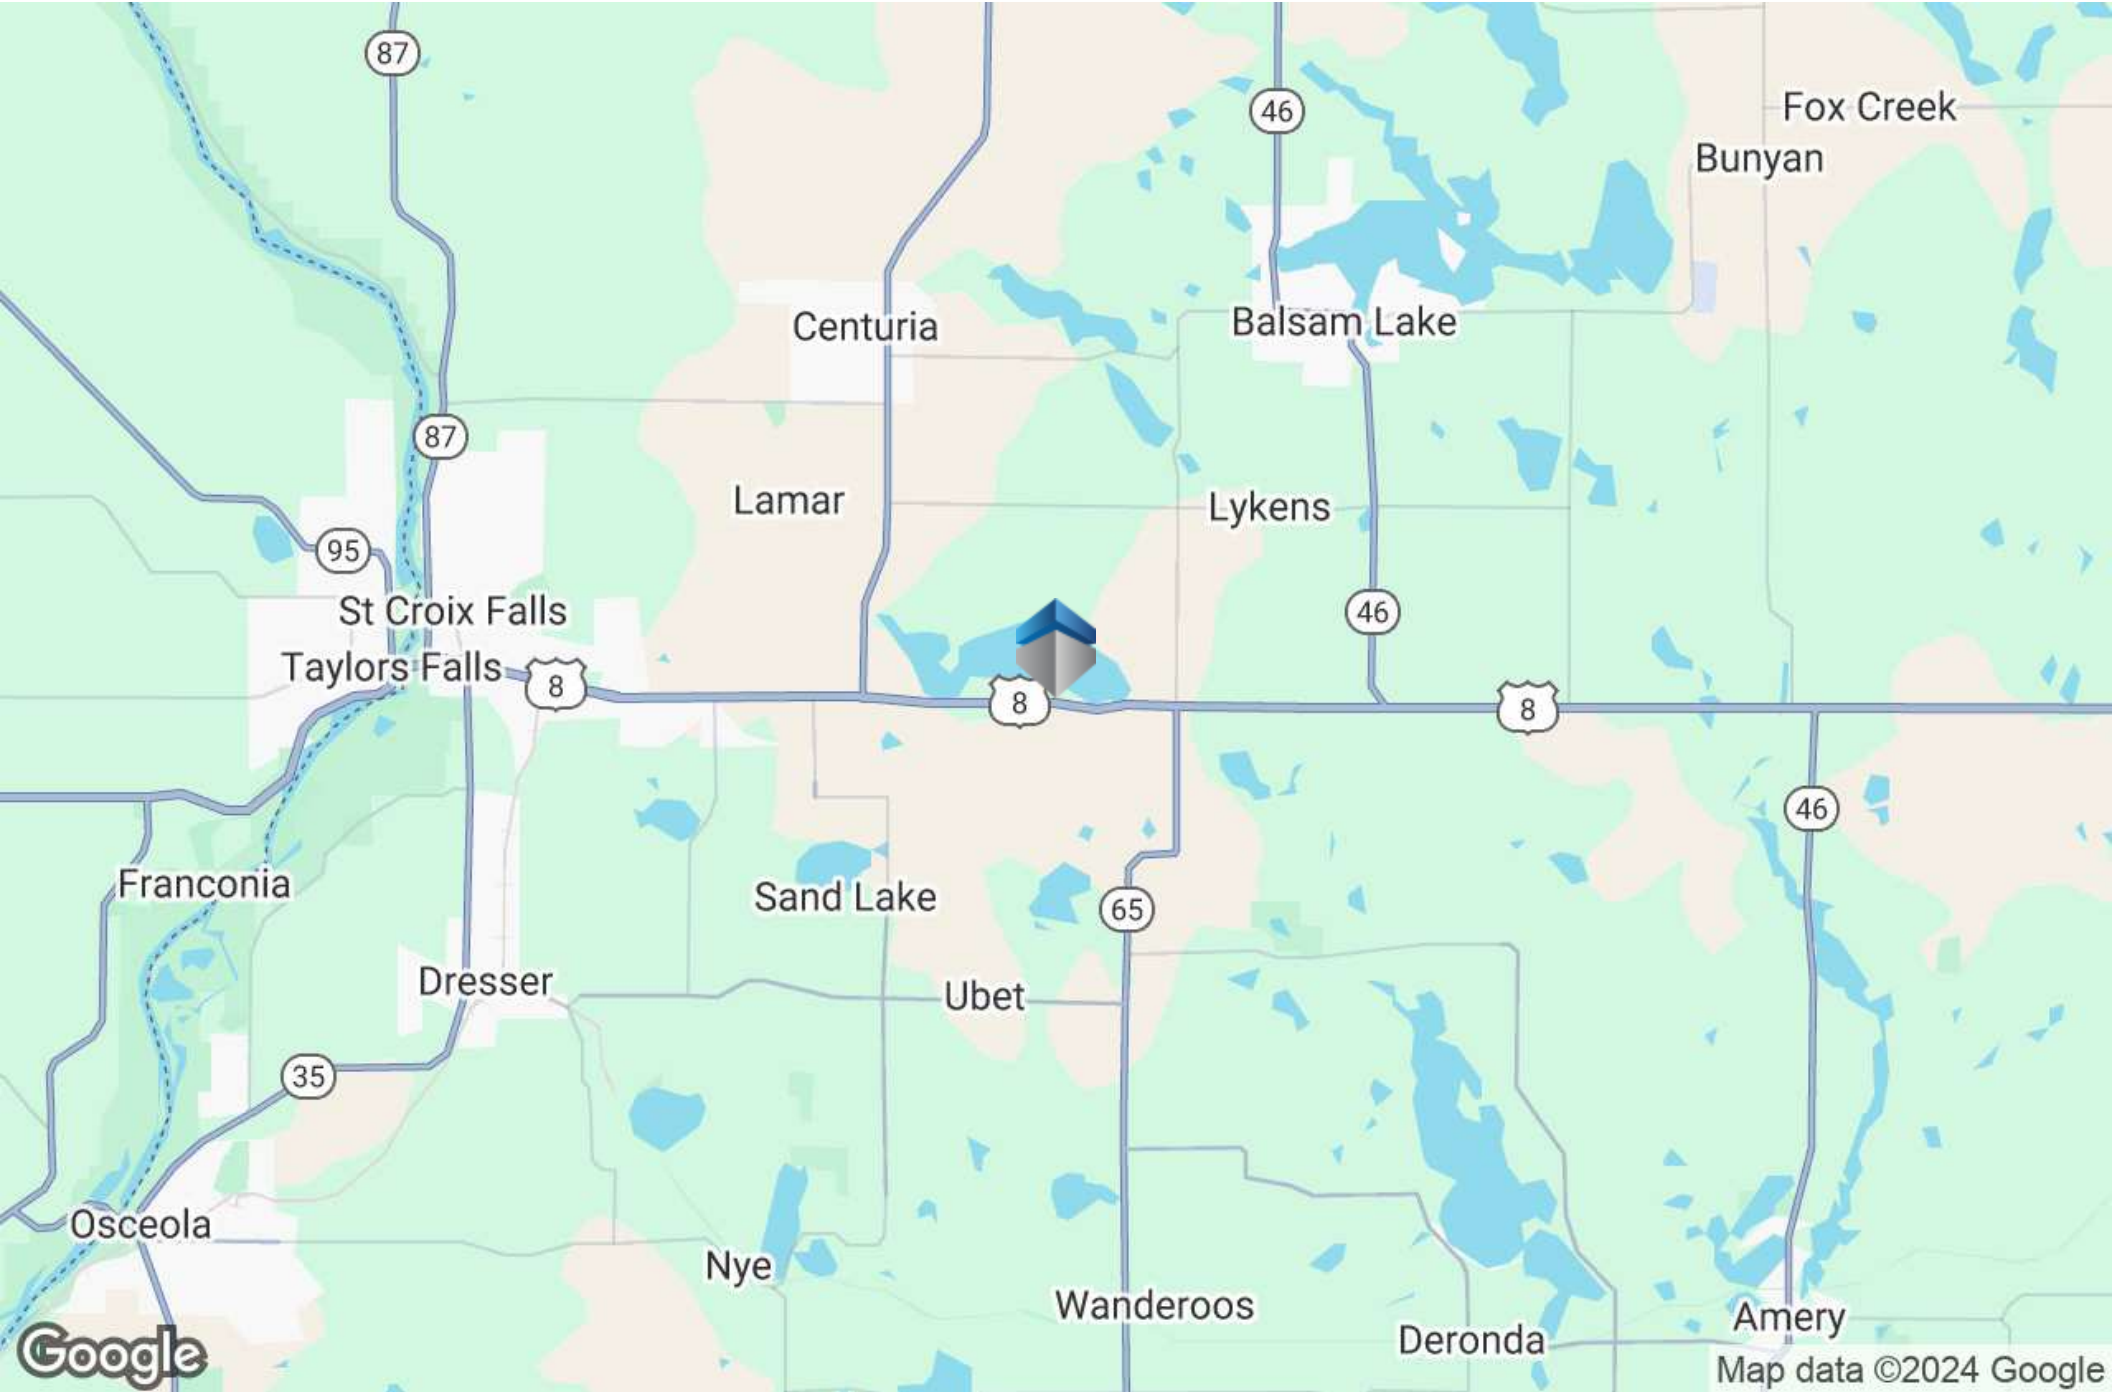 87
46
Fox Creek
Bunyan
Centuria
Balsam Lake
87
Lamar
Lykens
95
St Croix Falls
46
Taylors Falls
8
8
8
46
Franconia
Sand Lake
65
Dresser
Ubet
35
Osceola
Nye
Wanderoos
Amery
Deronda
Google
Map data ©2024 Google